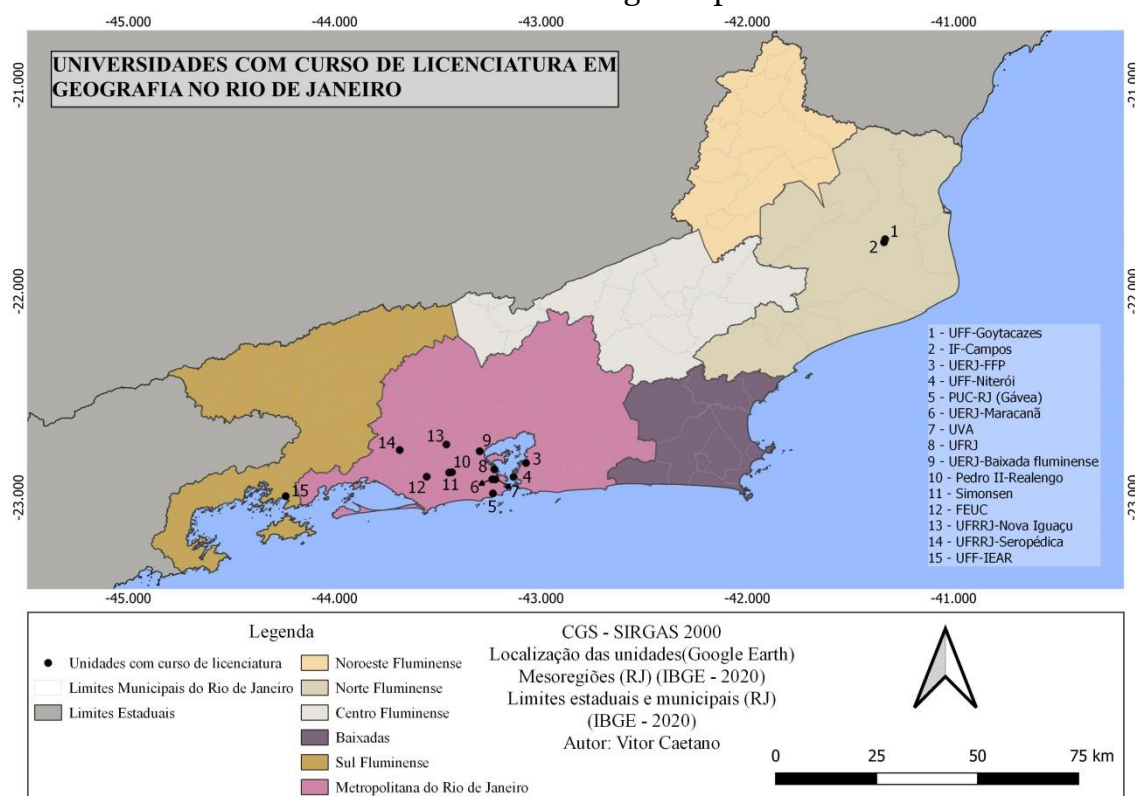 -45.000 -44.000 -43.000 -42.000 -41.000
UNIVERSIDADES COM CURSO DE LICENCIATURA EM
GEOGRAFIA NO RIO DE JANEIRO
-21.000 -21.000
-22.000 -22.000
-23.000 -23.000
1
2
3
4
5
6
7
8
9
10
11
12
13
14
15
1 - UFF-Goytacazes
2 - IF-Campos
3 - UERJ-FFP
4 - UFF-Niterói
5 - PUC-RJ (Gávea)
6 - UERJ-Maracanã
7 - UVA
8 - UFRJ
9 - UERJ-Baixada fluminense
10 - Pedro II-Realengo
11 - Simonsen
12 - FEUC
13 - UFRRJ-Nova Iguaçu
14 - UFRRJ-Seropédica
15 - UFF-IEAR
-45.000 -44.000 -43.000 -42.000 -41.000
Legenda
Unidades com curso de licenciatura
Limites Municipais do Rio de Janeiro
Limites Estaduais
Noroeste Fluminense
Norte Fluminense
Centro Fluminense
Baixadas
Sul Fluminense
Metropolitana do Rio de Janeiro
CGS - SIRGAS 2000
Localização das unidades(Google Earth)
Mesoregiões (RJ) (IBGE - 2020)
Limites estaduais e municipais (RJ)
(IBGE - 2020)
Autor: Vitor Caetano
0 25 50 75 km